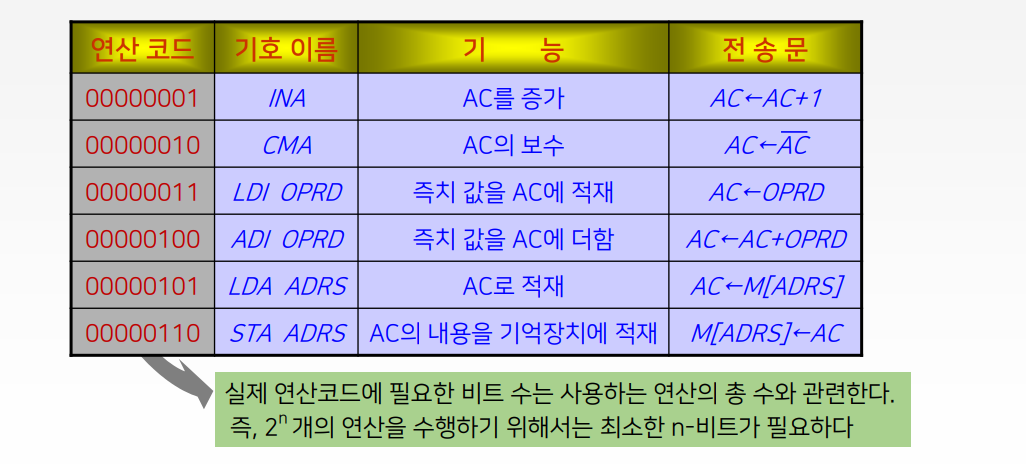 연산 코드 기호 이름 기 능 전 송 문
00000001 INA AC를 증가 AC←AC+1
00000010 CMA AC의 보수 AC←A̅C̅
00000011 LDI OPRD 즉치 값을 AC에 적재 AC←OPRD
00000100 ADI OPRD 즉치 값을 AC에 더함 AC←AC+OPRD
00000101 LDA ADRS AC로 적재 AC←M[ADRS]
00000110 STA ADRS AC의 내용을 기억장치에 적재 M[ADRS]←AC
실제 연산코드에 필요한 비트 수는 사용하는 연산의 총 수와 관련한다.
즉, 2ⁿ개의 연산을 수행하기 위해서는 최소한 n-비트가 필요하다